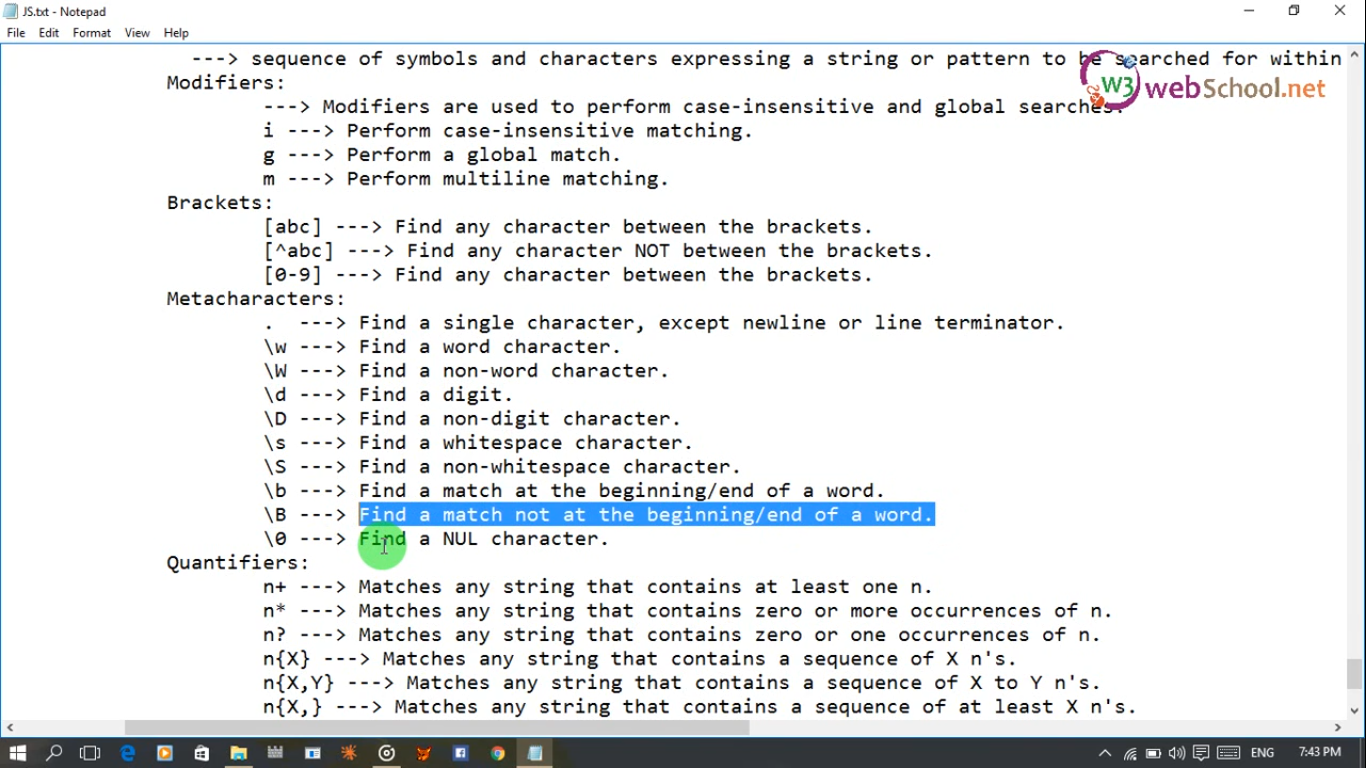 JS.txt - Notepad
File Edit Format View Help
---> sequence of symbols and characters expressing a string or pattern to be searched for within
W3 webSchool.net
Modifiers:
---> Modifiers are used to perform case-insensitive and global searches.
i ---> Perform case-insensitive matching.
g ---> Perform a global match.
m ---> Perform multiline matching.
Brackets:
[abc] ---> Find any character between the brackets.
[^abc] ---> Find any character NOT between the brackets.
[0-9] ---> Find any character between the brackets.
Metacharacters:
. ---> Find a single character, except newline or line terminator.
\w ---> Find a word character.
\W ---> Find a non-word character.
\d ---> Find a digit.
\D ---> Find a non-digit character.
\s ---> Find a whitespace character.
\S ---> Find a non-whitespace character.
\b ---> Find a match at the beginning/end of a word.
\B ---> Find a match not at the beginning/end of a word.
\0 ---> Find a NUL character.
Quantifiers:
n+ ---> Matches any string that contains at least one n.
n* ---> Matches any string that contains zero or more occurrences of n.
n? ---> Matches any string that contains zero or one occurrences of n.
n{X} ---> Matches any string that contains a sequence of X n's.
n{X,Y} ---> Matches any string that contains a sequence of X to Y n's.
n{X,} ---> Matches any string that contains a sequence of at least X n's.
ENG 7:43 PM